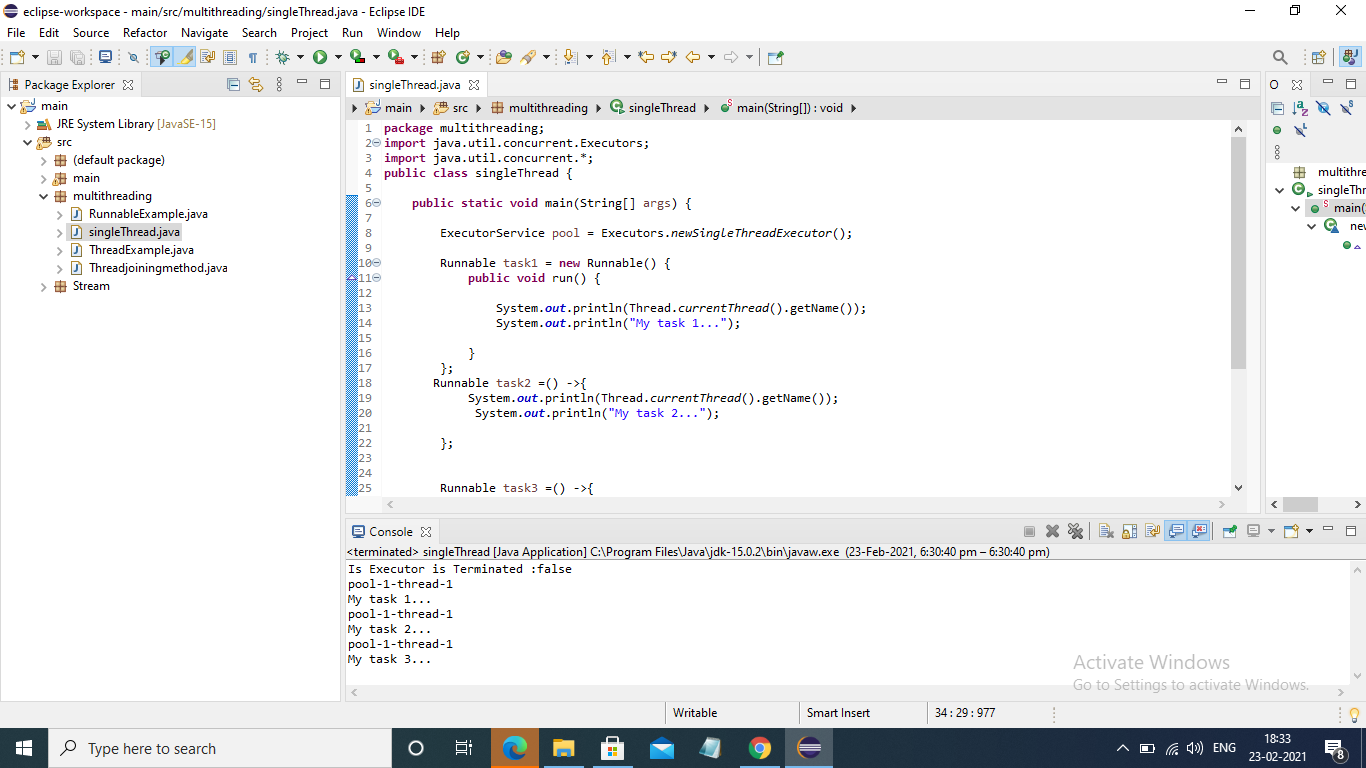 eclipse-workspace - main/src/multithreading/singleThread.java - Eclipse IDE
File Edit Source Refactor Navigate Search Project Run Window Help
Package Explorer
main
JRE System Library [JavaSE-15]
src
(default package)
main
multithreading
RunnableExample.java
singleThread.java
ThreadExample.java
Threadjoiningmethod.java
Stream
singleThread.java
main src multithreading singleThread main(String[]) : void
1 package multithreading;
2 import java.util.concurrent.Executors;
3 import java.util.concurrent.*;
4 public class singleThread {
5
6 public static void main(String[] args) {
7
8 ExecutorService pool = Executors.newSingleThreadExecutor();
9
10 Runnable task1 = new Runnable() {
11 public void run() {
12
13 System.out.println(Thread.currentThread().getName());
14 System.out.println("My task 1...");
15
16 }
17 };
18 Runnable task2 =() ->{
19 System.out.println(Thread.currentThread().getName());
20 System.out.println("My task 2...");
21
22 };
23
24
25 Runnable task3 =() ->{
O
multithre
singleThr
main(
nev
Console
<terminated> singleThread [Java Application] C:\Program Files\Java\jdk-15.0.2\bin\javaw.exe (23-Feb-2021, 6:30:40 pm – 6:30:40 pm)
Is Executor is Terminated :false
pool-1-thread-1
My task 1...
pool-1-thread-1
My task 2...
pool-1-thread-1
My task 3...
Activate Windows
Go to Settings to activate Windows.
Writable Smart Insert 34 : 29 : 977
Type here to search
ENG
18:33
23-02-2021
8